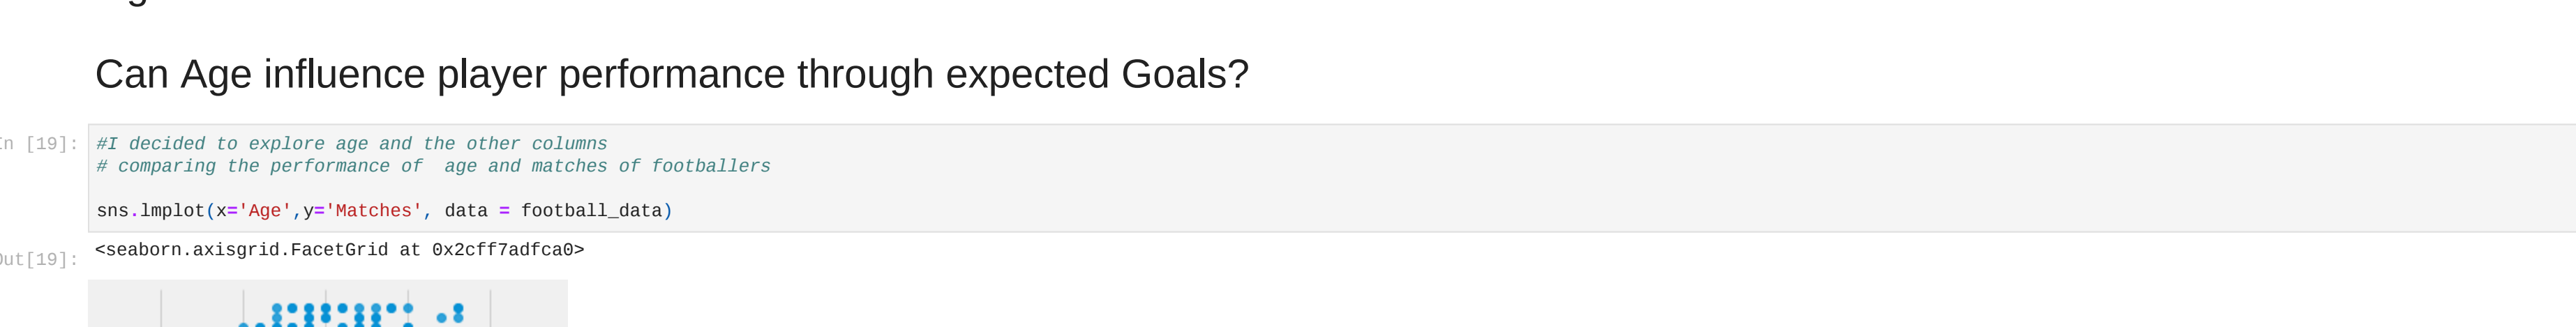 Can Age influence player performance through expected Goals?
In [19]:
#I decided to explore age and the other columns
# comparing the performance of  age and matches of footballers
sns.lmplot(x='Age',y='Matches', data = football_data)
<seaborn.axisgrid.FacetGrid at 0x2cff7adfca0>
Out[19]: